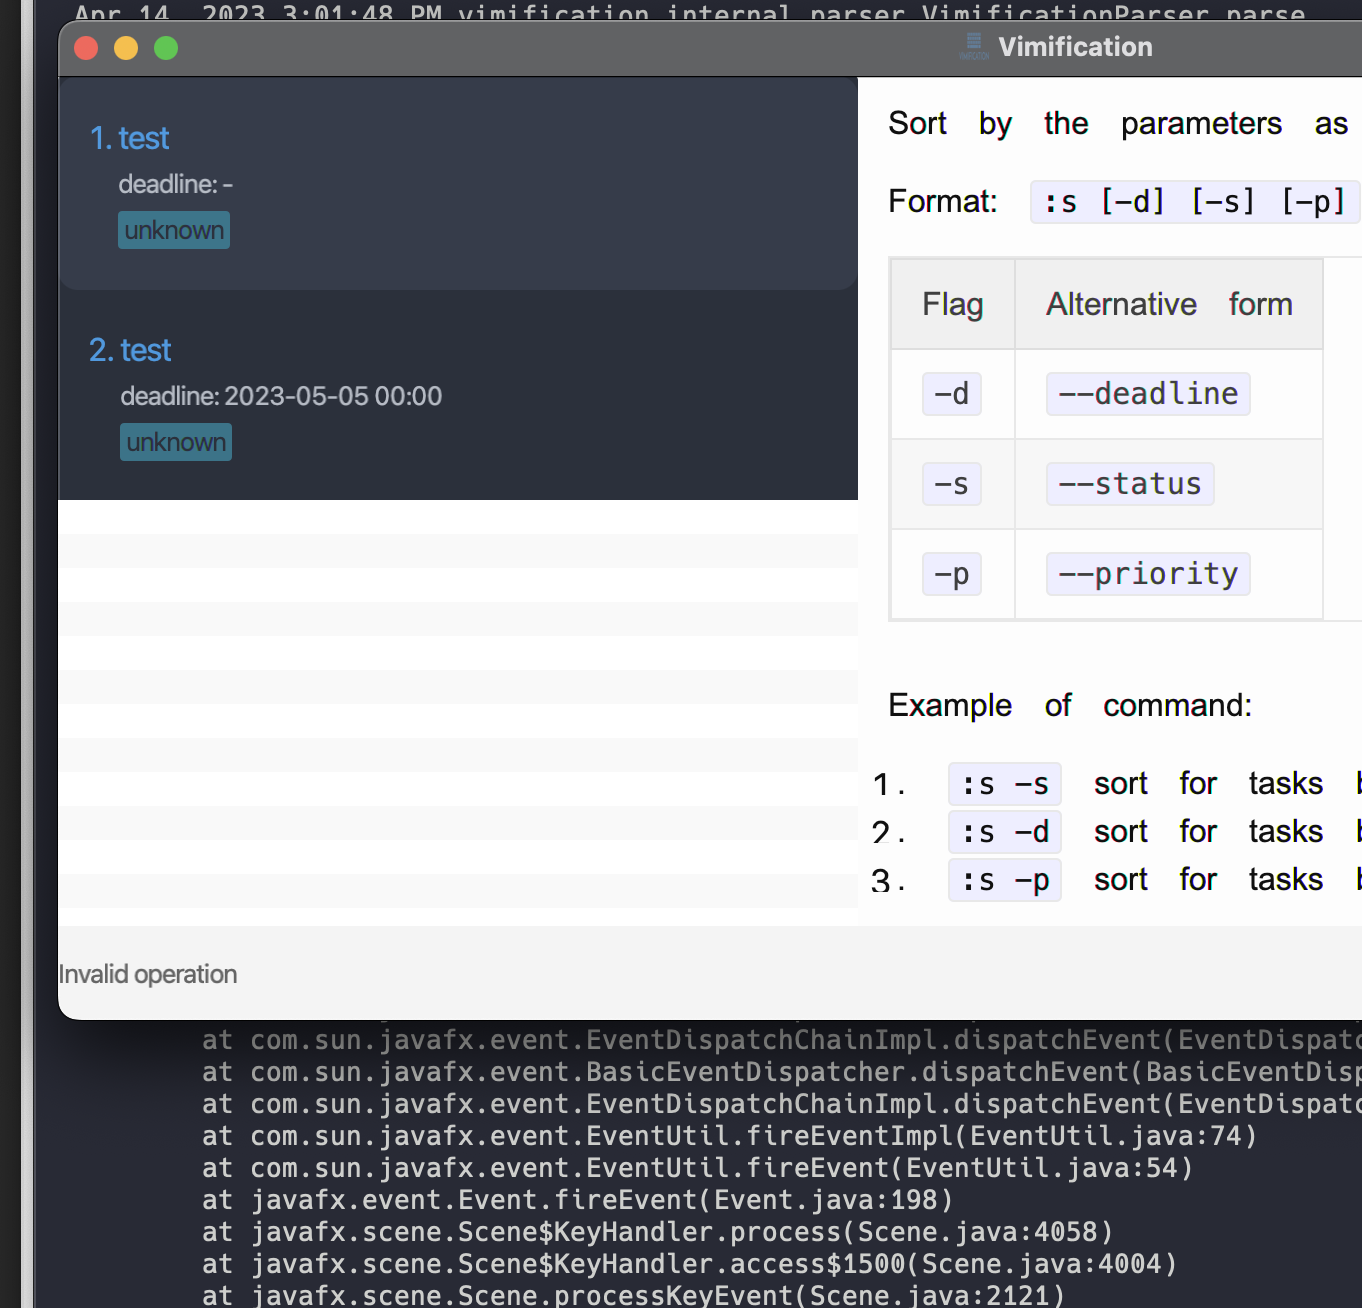 Apr 14, 2023 3:01:48 PM vimification.internal.parser.VimificationParser parse
Vimification
1. test
deadline: -
unknown
2. test
deadline: 2023-05-05 00:00
unknown
Sort by the parameters as
Format: :s [-d] [-s] [-p]
Flag Alternative form
-d --deadline
-s --status
-p --priority
Example of command:
1. :s -s sort for tasks
2. :s -d sort for tasks
3. :s -p sort for tasks
Invalid operation
at com.sun.javafx.event.EventDispatchChainImpl.dispatchEvent(EventDispatc
at com.sun.javafx.event.BasicEventDispatcher.dispatchEvent(BasicEventDisp
at com.sun.javafx.event.EventDispatchChainImpl.dispatchEvent(EventDispatc
at com.sun.javafx.event.EventUtil.fireEventImpl(EventUtil.java:74)
at com.sun.javafx.event.EventUtil.fireEvent(EventUtil.java:54)
at javafx.event.Event.fireEvent(Event.java:198)
at javafx.scene.Scene$KeyHandler.process(Scene.java:4058)
at javafx.scene.Scene$KeyHandler.access$1500(Scene.java:4004)
at javafx.scene.Scene.processKeyEvent(Scene.java:2121)